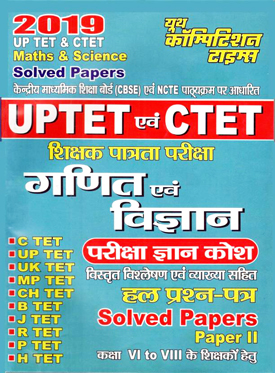 2019
UP TET & CTET
Maths & Science
Solved Papers
यूथ
कॉम्पिटिशन
टाइम्स
केन्द्रीय माध्यमिक शिक्षा बोर्ड (CBSE) एवं NCTE पाठ्यक्रम पर आधारित
UPTET एवं CTET
शिक्षक पात्रता परीक्षा
गणित एवं
विज्ञान
परीक्षा ज्ञान कोश
विस्तृत विश्लेषण एवं व्याख्या सहित
हल प्रश्न-पत्र
Solved Papers
Paper II
कक्षा VI to VIII के शिक्षकों हेतु
C TET
UP TET
UK TET
MP TET
CH TET
B TET
J TET
R TET
P TET
H TET